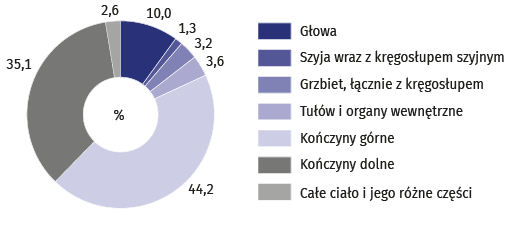 2,6
10,0
1,3
3,2
3,6
35,1
%
44,2
Głowa
Szyja wraz z kręgosłupem szyjnym
Grzbiet, łącznie z kręgosłupem
Tułów i organy wewnętrzne
Kończyny górne
Kończyny dolne
Całe ciało i jego różne części